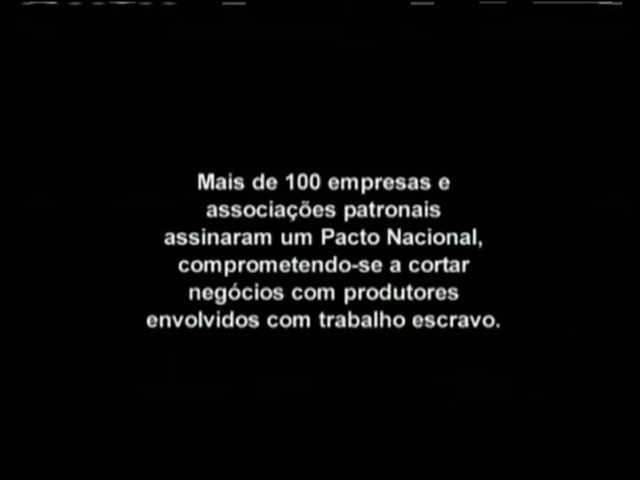 Mais de 100 empresas e
associações patronais
assinaram um Pacto Nacional,
comprometendo-se a cortar
negócios com produtores
envolvidos com trabalho escravo.